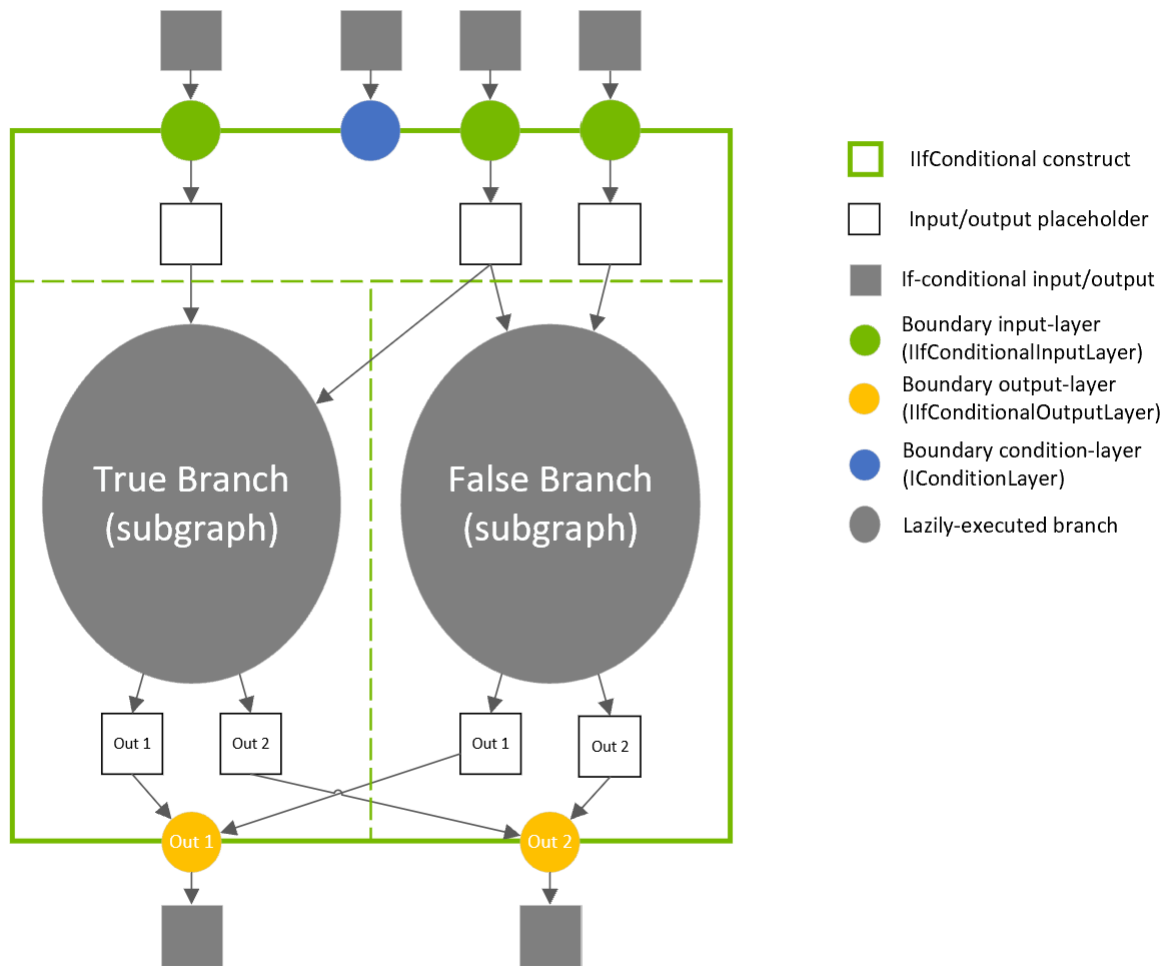 IIfConditional construct
Input/output placeholder
If-conditional input/output
Boundary input-layer
(IIfConditionalInputLayer)
Boundary output-layer
(IIfConditionalOutputLayer)
Boundary condition-layer
(IConditionLayer)
Lazily-executed branch
True Branch
(subgraph)
False Branch
(subgraph)
Out 1
Out 2
Out 1
Out 2
Out 1
Out 2